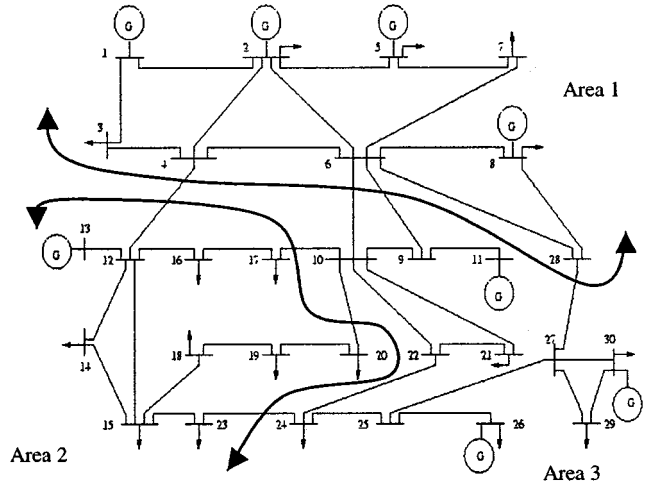 G G G
1 2 5 7
Area 1
3 G
4 6 8
13
G 12 16 17 10 9 11 28
G
14 18 19 20 22 21 27 30
G
15 23 24 25 26 29
G
Area 2
Area 3